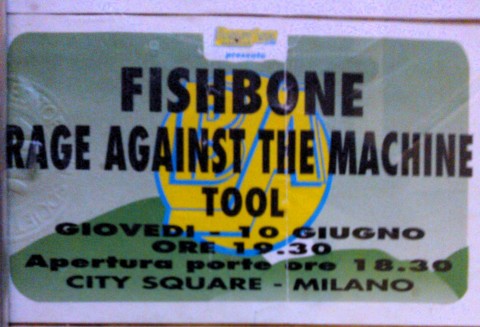 presenta
FISHBONE
RAGE AGAINST THE MACHINE
TOOL
GIOVEDI - 10 GIUGNO
ORE 19.30
Apertura porte ore 18.30
CITY SQUARE - MILANO